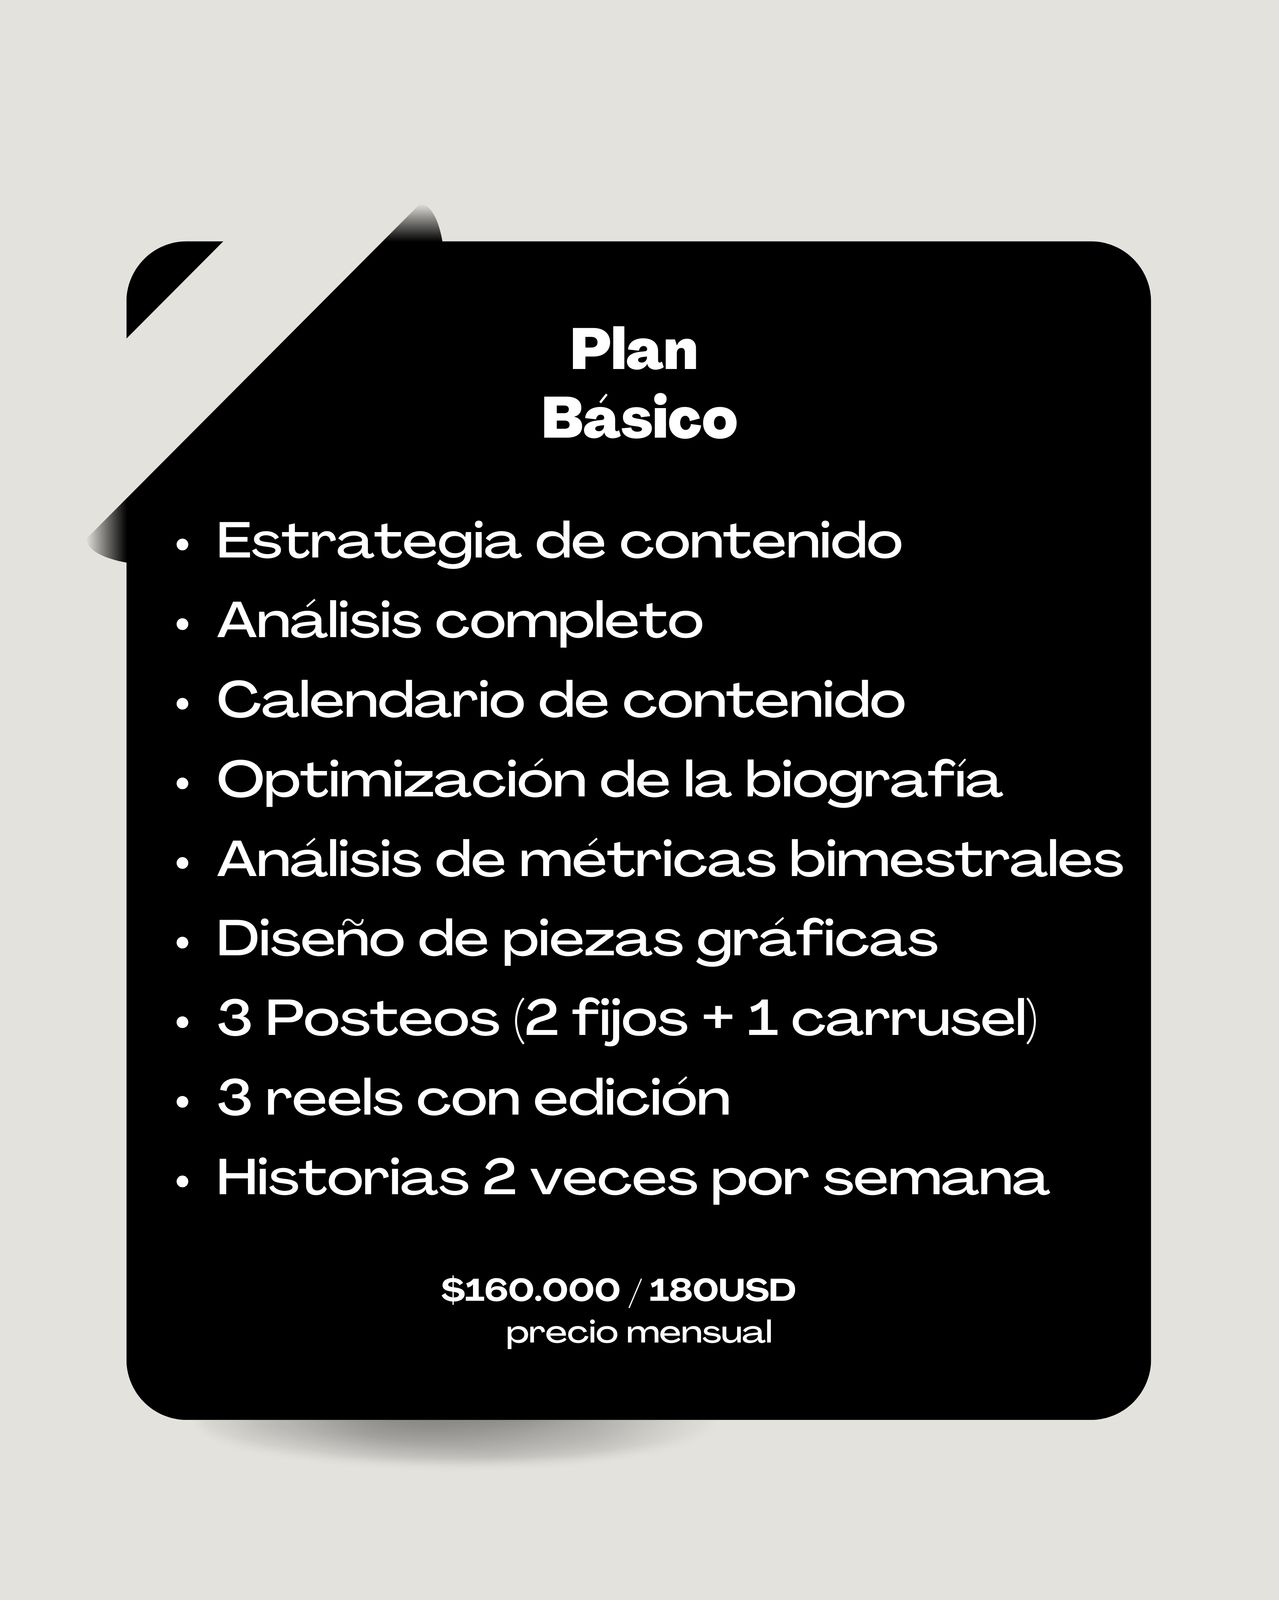 Plan
Básico
• Estrategia de contenido
• Análisis completo
• Calendario de contenido
• Optimización de la biografía
• Análisis de métricas bimestrales
• Diseño de piezas gráficas
• 3 Posteos (2 fijos + 1 carrusel)
• 3 reels con edición
• Historias 2 veces por semana
$160.000 / 180USD
precio mensual